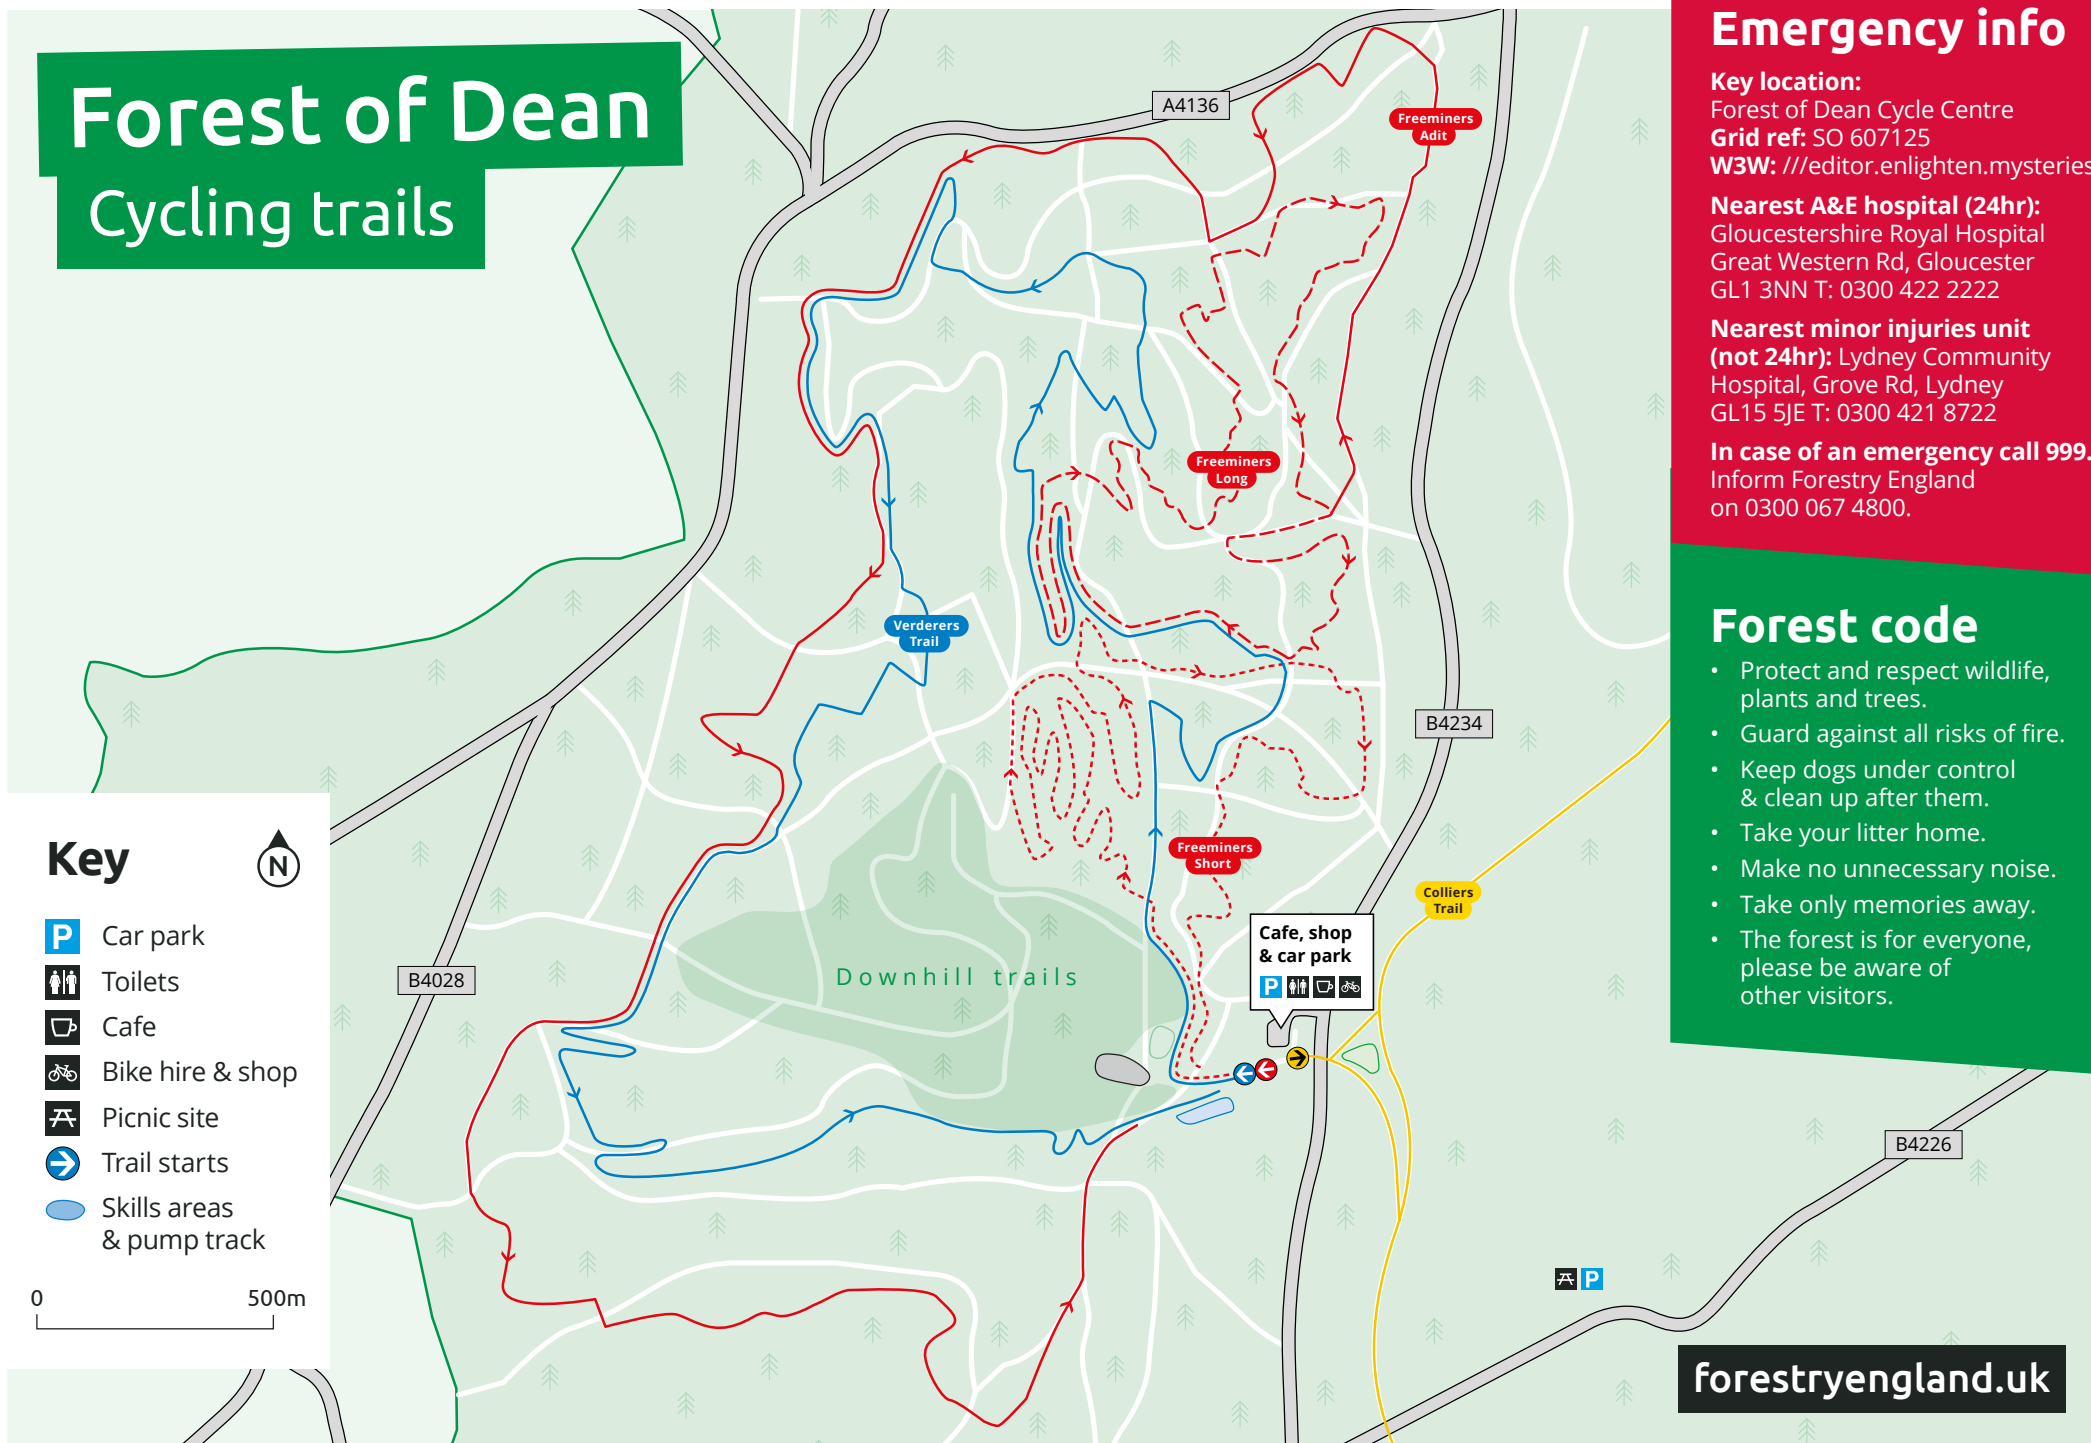 Forest of Dean
Cycling trails
A4136
Freeminers
Adit
Freeminers
Long
Verderers
Trail
B4234
Freeminers
Short
Colliers
Trail
Cafe, shop
& car park
P
Downhill trails
B4028
B4226
P
Key
N
P Car park
Toilets
Cafe
Bike hire & shop
Picnic site
Trail starts
Skills areas
& pump track
0 500m
Emergency info
Key location:
Forest of Dean Cycle Centre
Grid ref: SO 607125
W3W: ///editor.enlighten.mysteries
Nearest A&E hospital (24hr):
Gloucestershire Royal Hospital
Great Western Rd, Gloucester
GL1 3NN T: 0300 422 2222
Nearest minor injuries unit
(not 24hr): Lydney Community
Hospital, Grove Rd, Lydney
GL15 5JE T: 0300 421 8722
In case of an emergency call 999.
Inform Forestry England
on 0300 067 4800.
Forest code
• Protect and respect wildlife,
plants and trees.
• Guard against all risks of fire.
• Keep dogs under control
& clean up after them.
• Take your litter home.
• Make no unnecessary noise.
• Take only memories away.
• The forest is for everyone,
please be aware of
other visitors.
forestryengland.uk